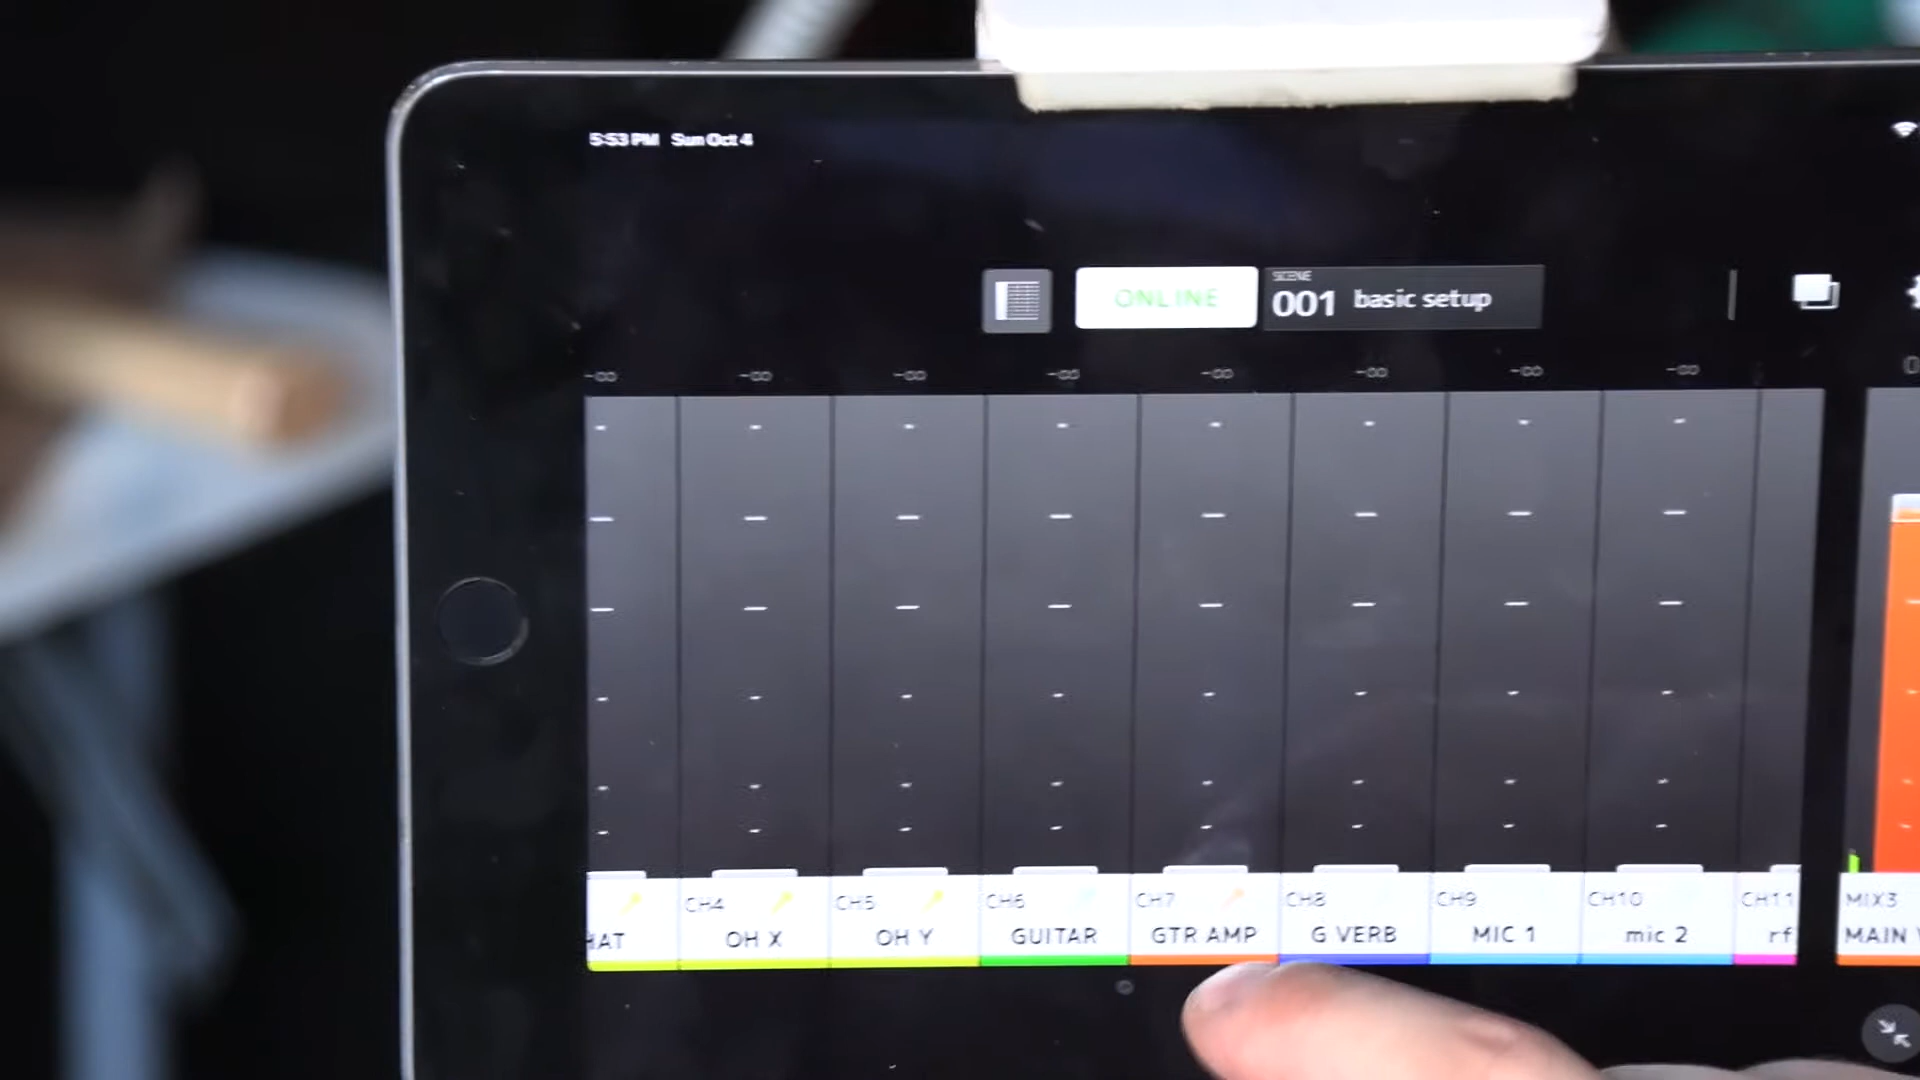 5:53 PM Sun Oct 4
ONLINE
SCENE
001 basic setup
-∞ -∞ -∞ -∞ -∞ -∞ -∞ -∞
CH4 CH5 CH6 CH7 CH8 CH9 CH10 CH11 MIX3
HAT OH X OH Y GUITAR GTR AMP G VERB MIC 1 mic 2 rf MAIN